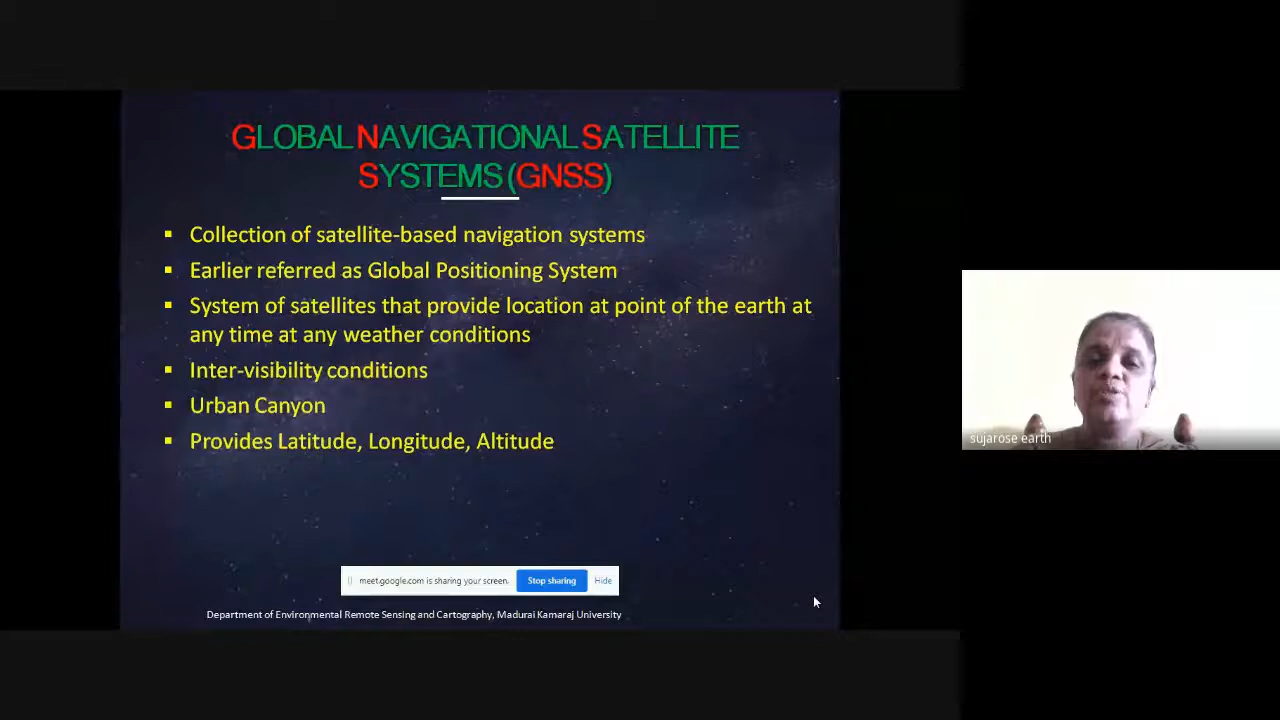 GLOBAL NAVIGATIONAL SATELLITE
SYSTEMS (GNSS)
▪ Collection of satellite-based navigation systems
▪ Earlier referred as Global Positioning System
▪ System of satellites that provide location at point of the earth at
any time at any weather conditions
▪ Inter-visibility conditions
▪ Urban Canyon
▪ Provides Latitude, Longitude, Altitude
sujarose earth
meet.google.com is sharing your screen. Stop sharing Hide
Department of Environmental Remote Sensing and Cartography, Madurai Kamaraj University